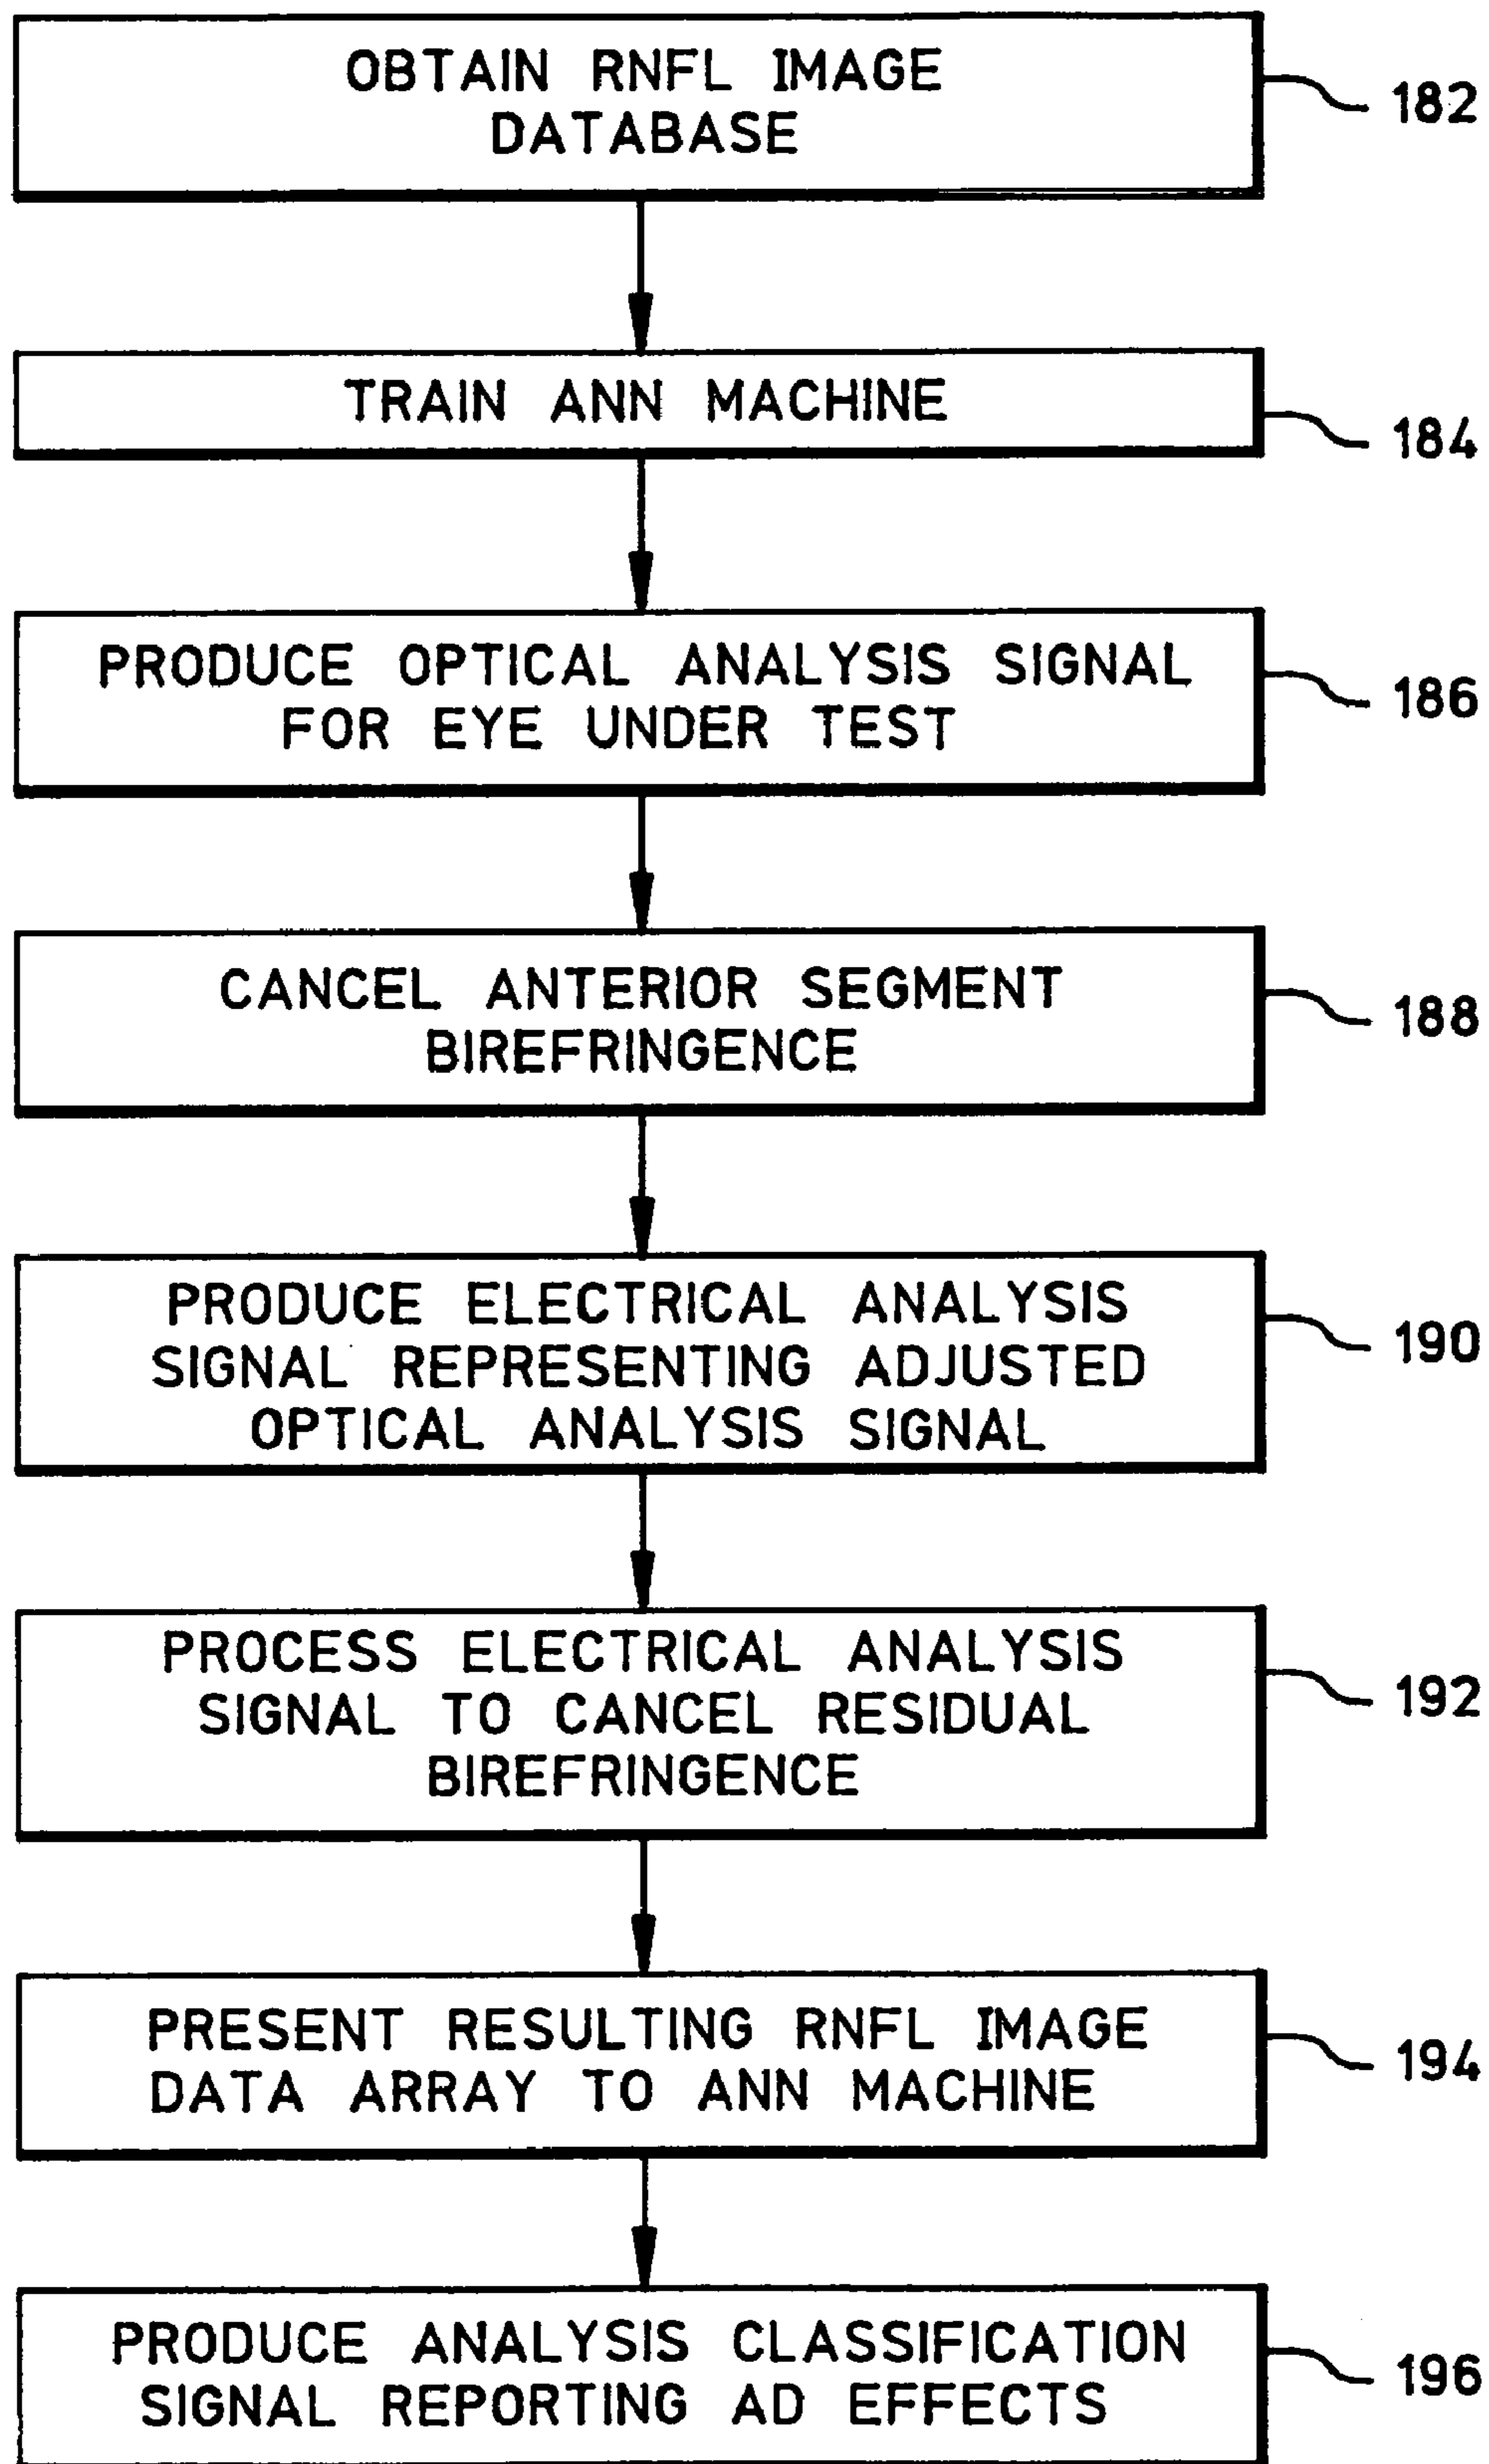 OBTAIN RNFL IMAGE
DATABASE
182
TRAIN ANN MACHINE
184
PRODUCE OPTICAL ANALYSIS SIGNAL
FOR EYE UNDER TEST
186
CANCEL ANTERIOR SEGMENT
BIREFRINGENCE
188
PRODUCE ELECTRICAL ANALYSIS
SIGNAL REPRESENTING ADJUSTED
OPTICAL ANALYSIS SIGNAL
190
PROCESS ELECTRICAL ANALYSIS
SIGNAL TO CANCEL RESIDUAL
BIREFRINGENCE
192
PRESENT RESULTING RNFL IMAGE
DATA ARRAY TO ANN MACHINE
194
PRODUCE ANALYSIS CLASSIFICATION
SIGNAL REPORTING AD EFFECTS
196